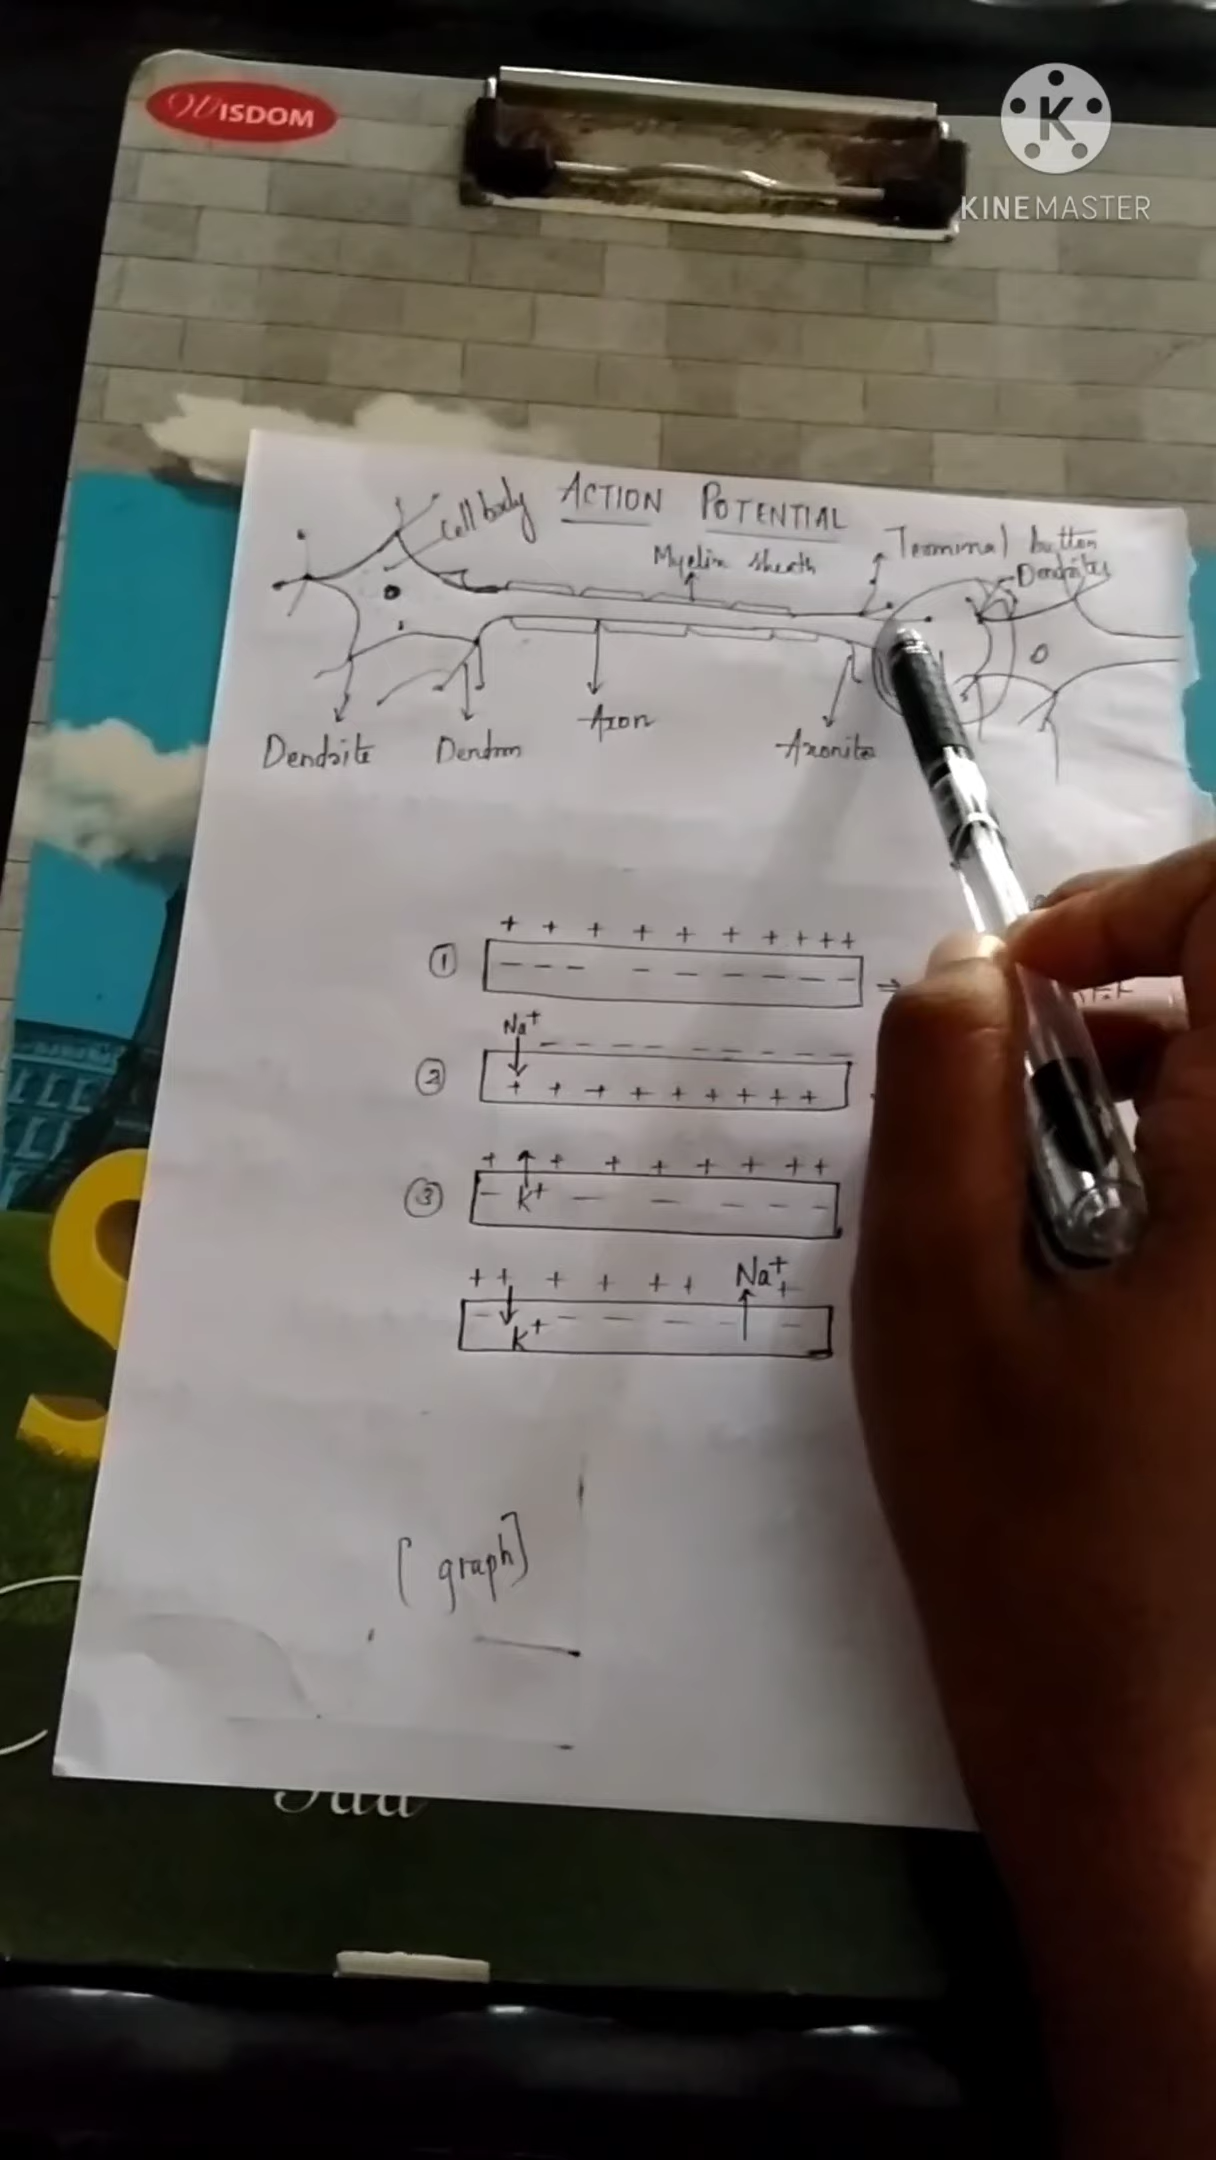 WISDOM
K
KINEMASTER
ACTION POTENTIAL
Cell body
Myelin sheath
Terminal button
Dendrites
Axon
Dendrite
Dendron
Axonite
+ + + + + + + + + +
① - - - - - - - - - ⇒
Na+
- - - - - - - - -
② + + + + + + + + +
+ + + + + + + +
③ - K+ - - - - -
+ + + + + + Na+ +
- K+ - - - - -
[graph]